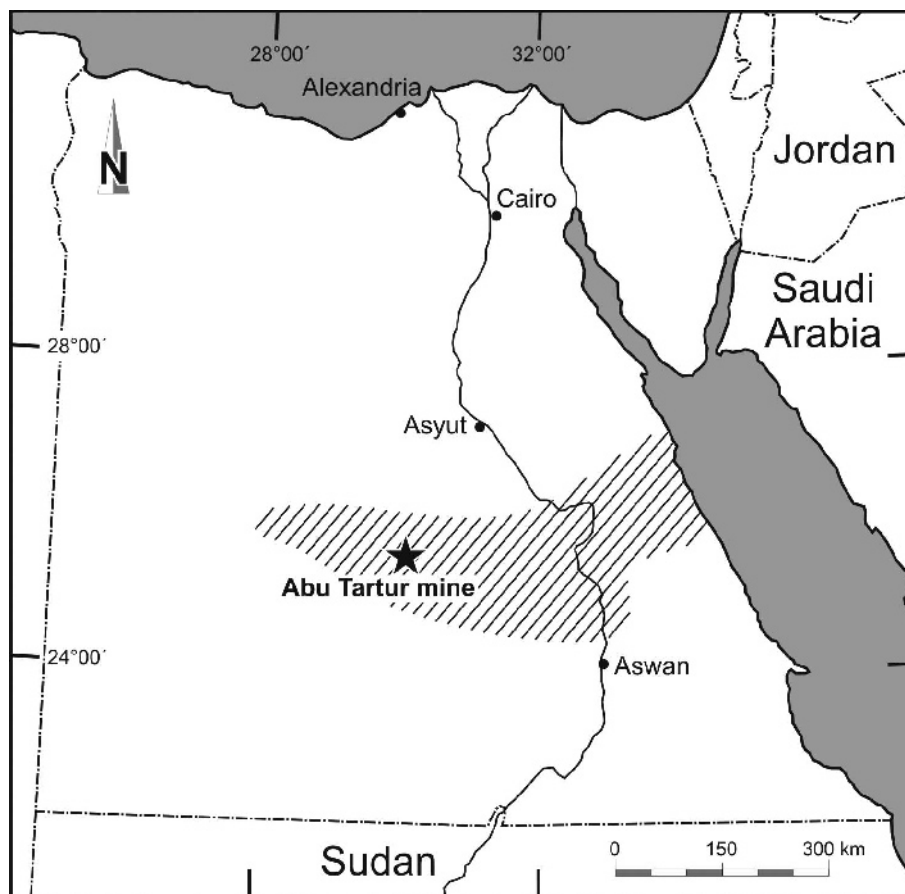 28°00´
32°00´
Alexandria
N
Jordan
Cairo
Saudi
Arabia
28°00´
Asyut
Abu Tartur mine
24°00´
Aswan
Sudan
0 150 300 km